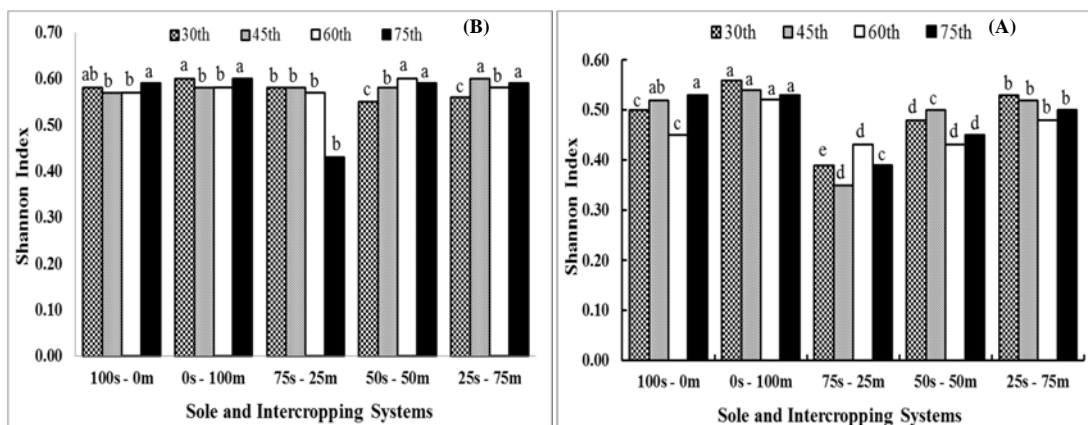 (B)
30th 45th 60th 75th
0.70
0.60
0.50
0.40
0.30
0.20
0.10
0.00
Shannon Index
ab b b a
a b b a
b b b b
c b a a
c a b a
100s - 0m 0s - 100m 75s - 25m 50s - 50m 25s - 75m
Sole and Intercropping Systems
(A)
30th 45th 60th 75th
0.60
0.50
0.40
0.30
0.20
0.10
0.00
Shannon Index
c ab c a
a a a a
e d d c
d c d d
b b b b
100s - 0m 0s - 100m 75s - 25m 50s - 50m 25s - 75m
Sole and Intercropping Systems